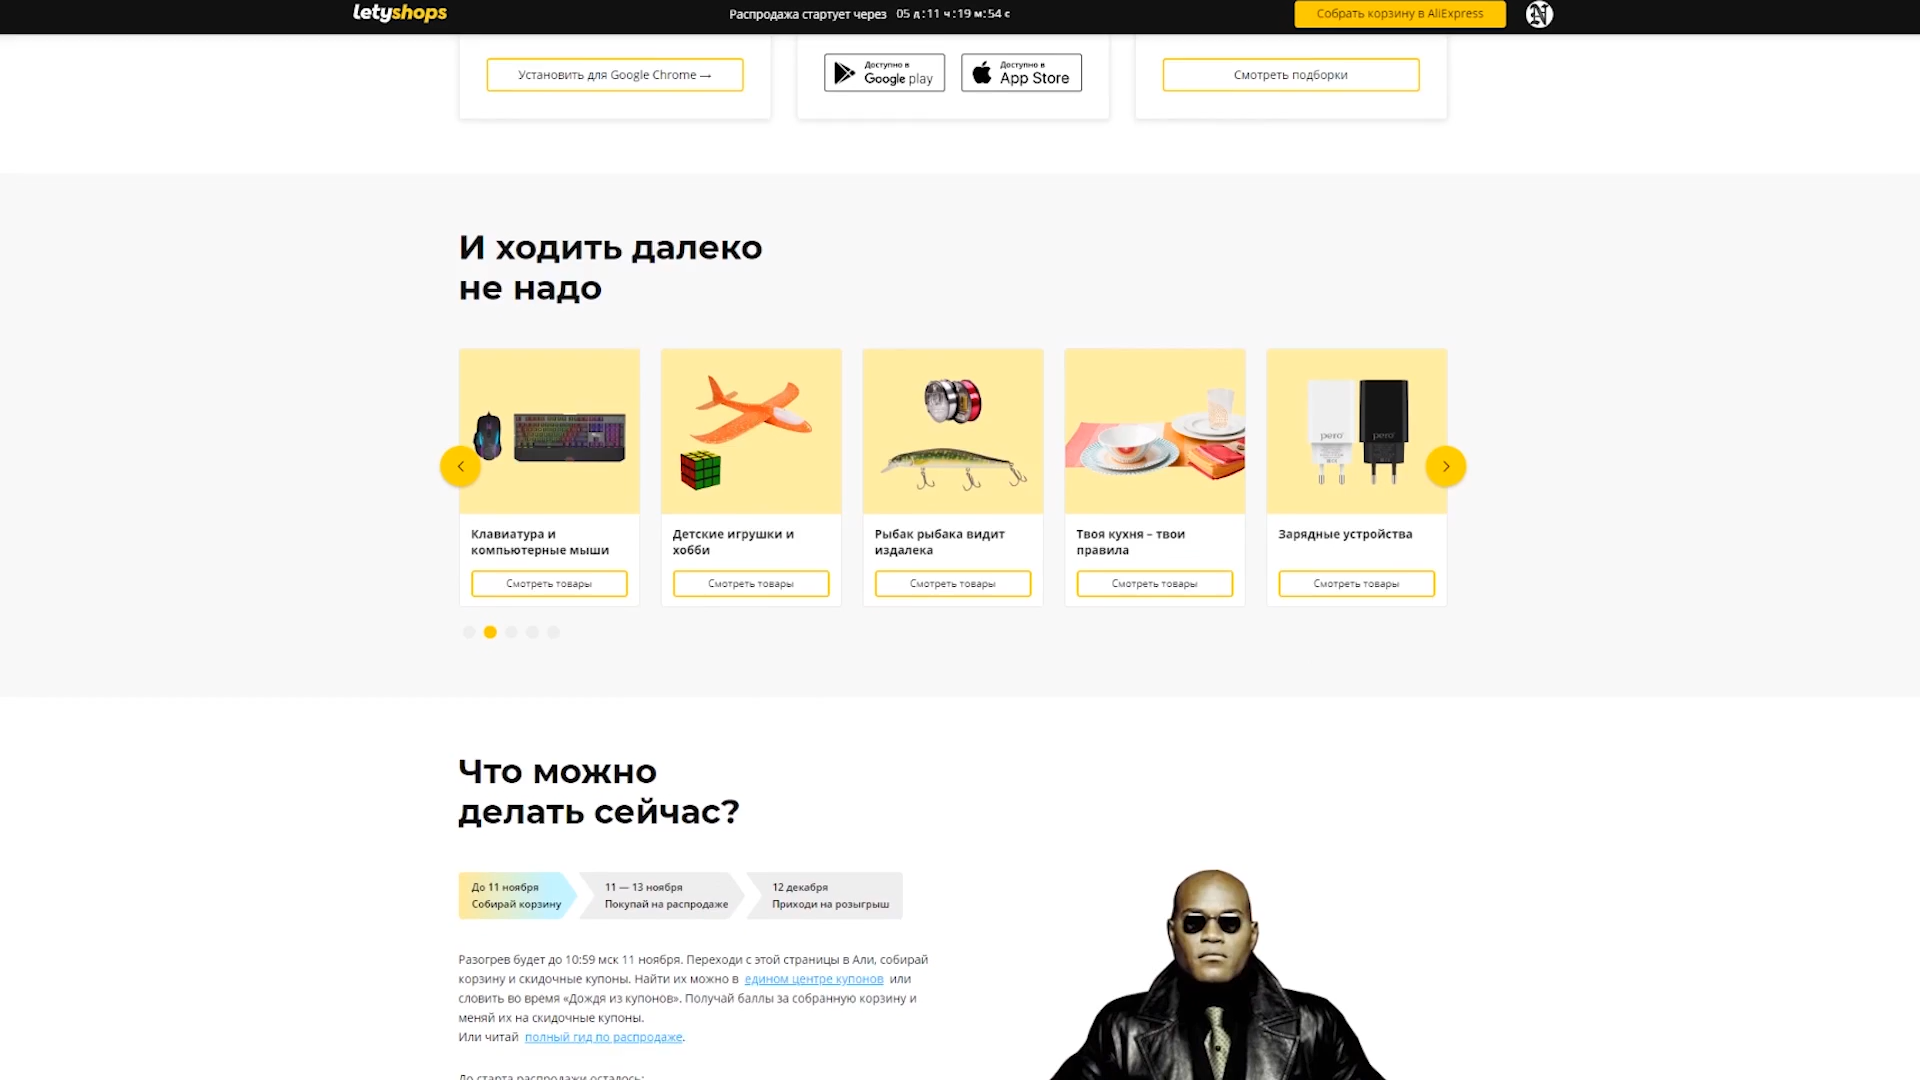 letyshops
Распродажа стартует через 05 д : 11 ч : 19 м : 54 с
Собрать корзину в AliExpress
Установить для Google Chrome →
Доступно в
Google play
Доступно в
App Store
Смотреть подборки
И ходить далеко
не надо
pero
pero
Клавиатура и
компьютерные мыши
Смотреть товары
Детские игрушки и
хобби
Смотреть товары
Рыбак рыбака видит
издалека
Смотреть товары
Твоя кухня – твои
правила
Смотреть товары
Зарядные устройства
Смотреть товары
Что можно
делать сейчас?
До 11 ноября
Собирай корзину
11 — 13 ноября
Покупай на распродаже
12 декабря
Приходи на розыгрыш
Разогрев будет до 10:59 мск 11 ноября. Переходи с этой страницы в Али, собирай
корзину и скидочные купоны. Найти их можно в едином центре купонов или
словить во время «Дождя из купонов». Получай баллы за собранную корзину и
меняй их на скидочные купоны.
Или читай полный гид по распродаже.
До старта распродажи осталось: